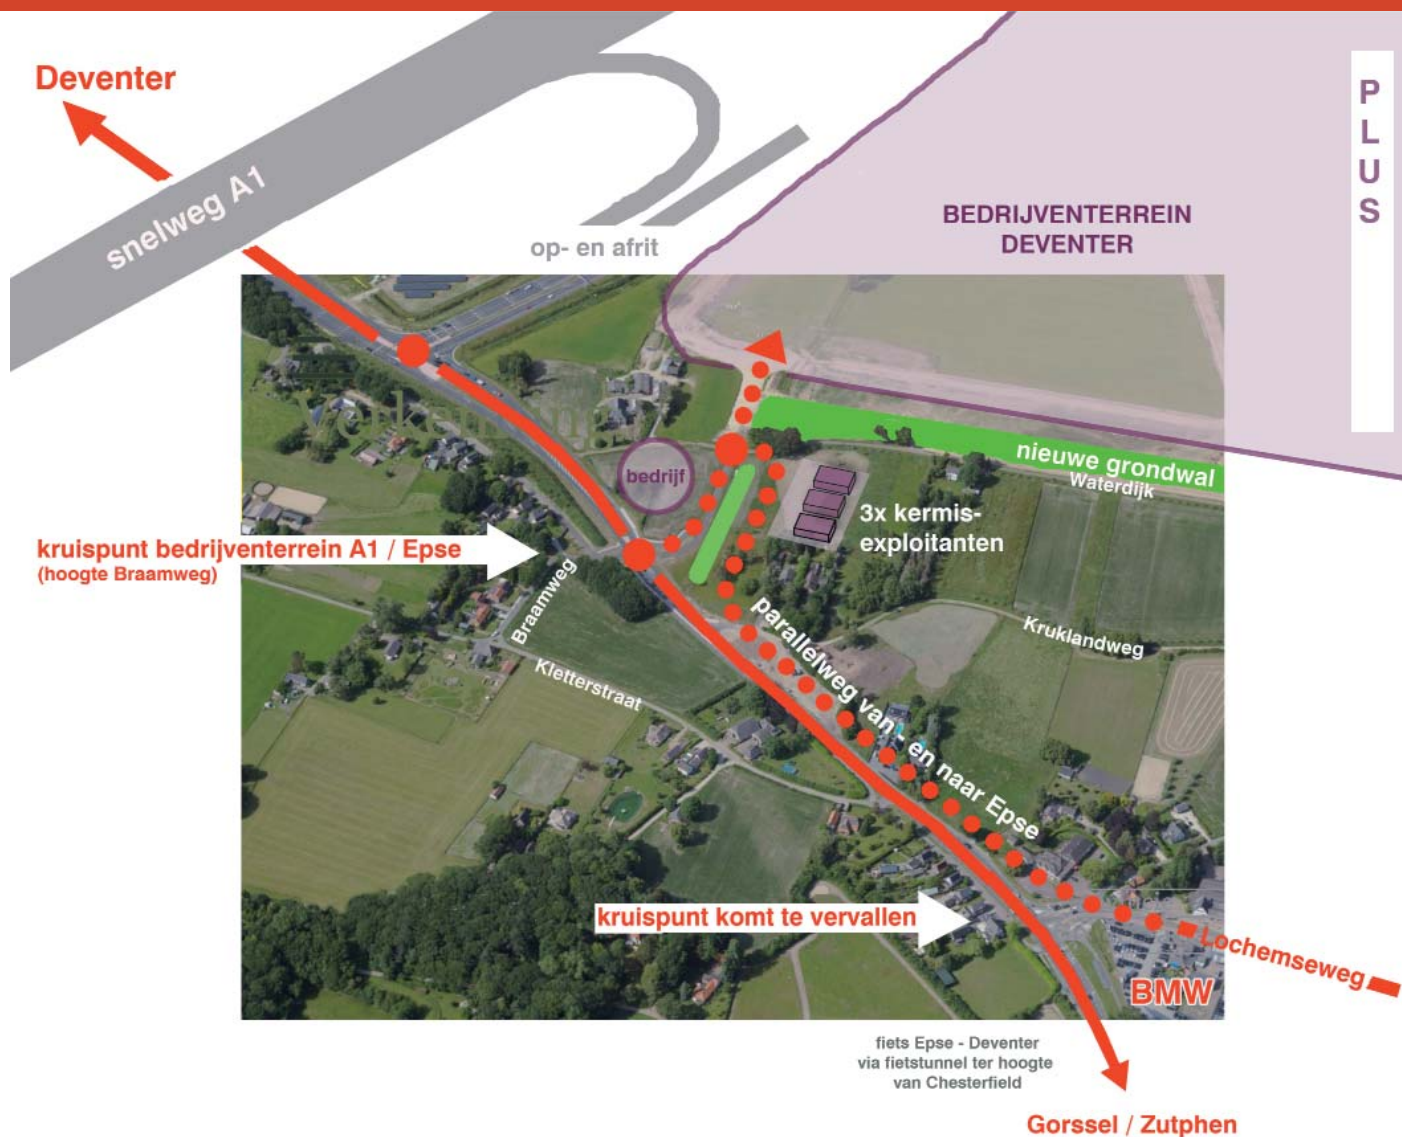 Deventer
snelweg A1
op- en afrit
BEDRIJVENTERREIN
DEVENTER
P
L
U
S
Verkenning
bedrijf
nieuwe grondwal
Waterdijk
3x kermis-
exploitanten
kruispunt bedrijventerrein A1 / Epse
(hoogte Braamweg)
Braamweg
Kletterstraat
Kruklandweg
parallelweg van - en naar Epse
kruispunt komt te vervallen
Lochemseweg
BMW
fiets Epse - Deventer
via fietstunnel ter hoogte
van Chesterfield
Gorssel / Zutphen